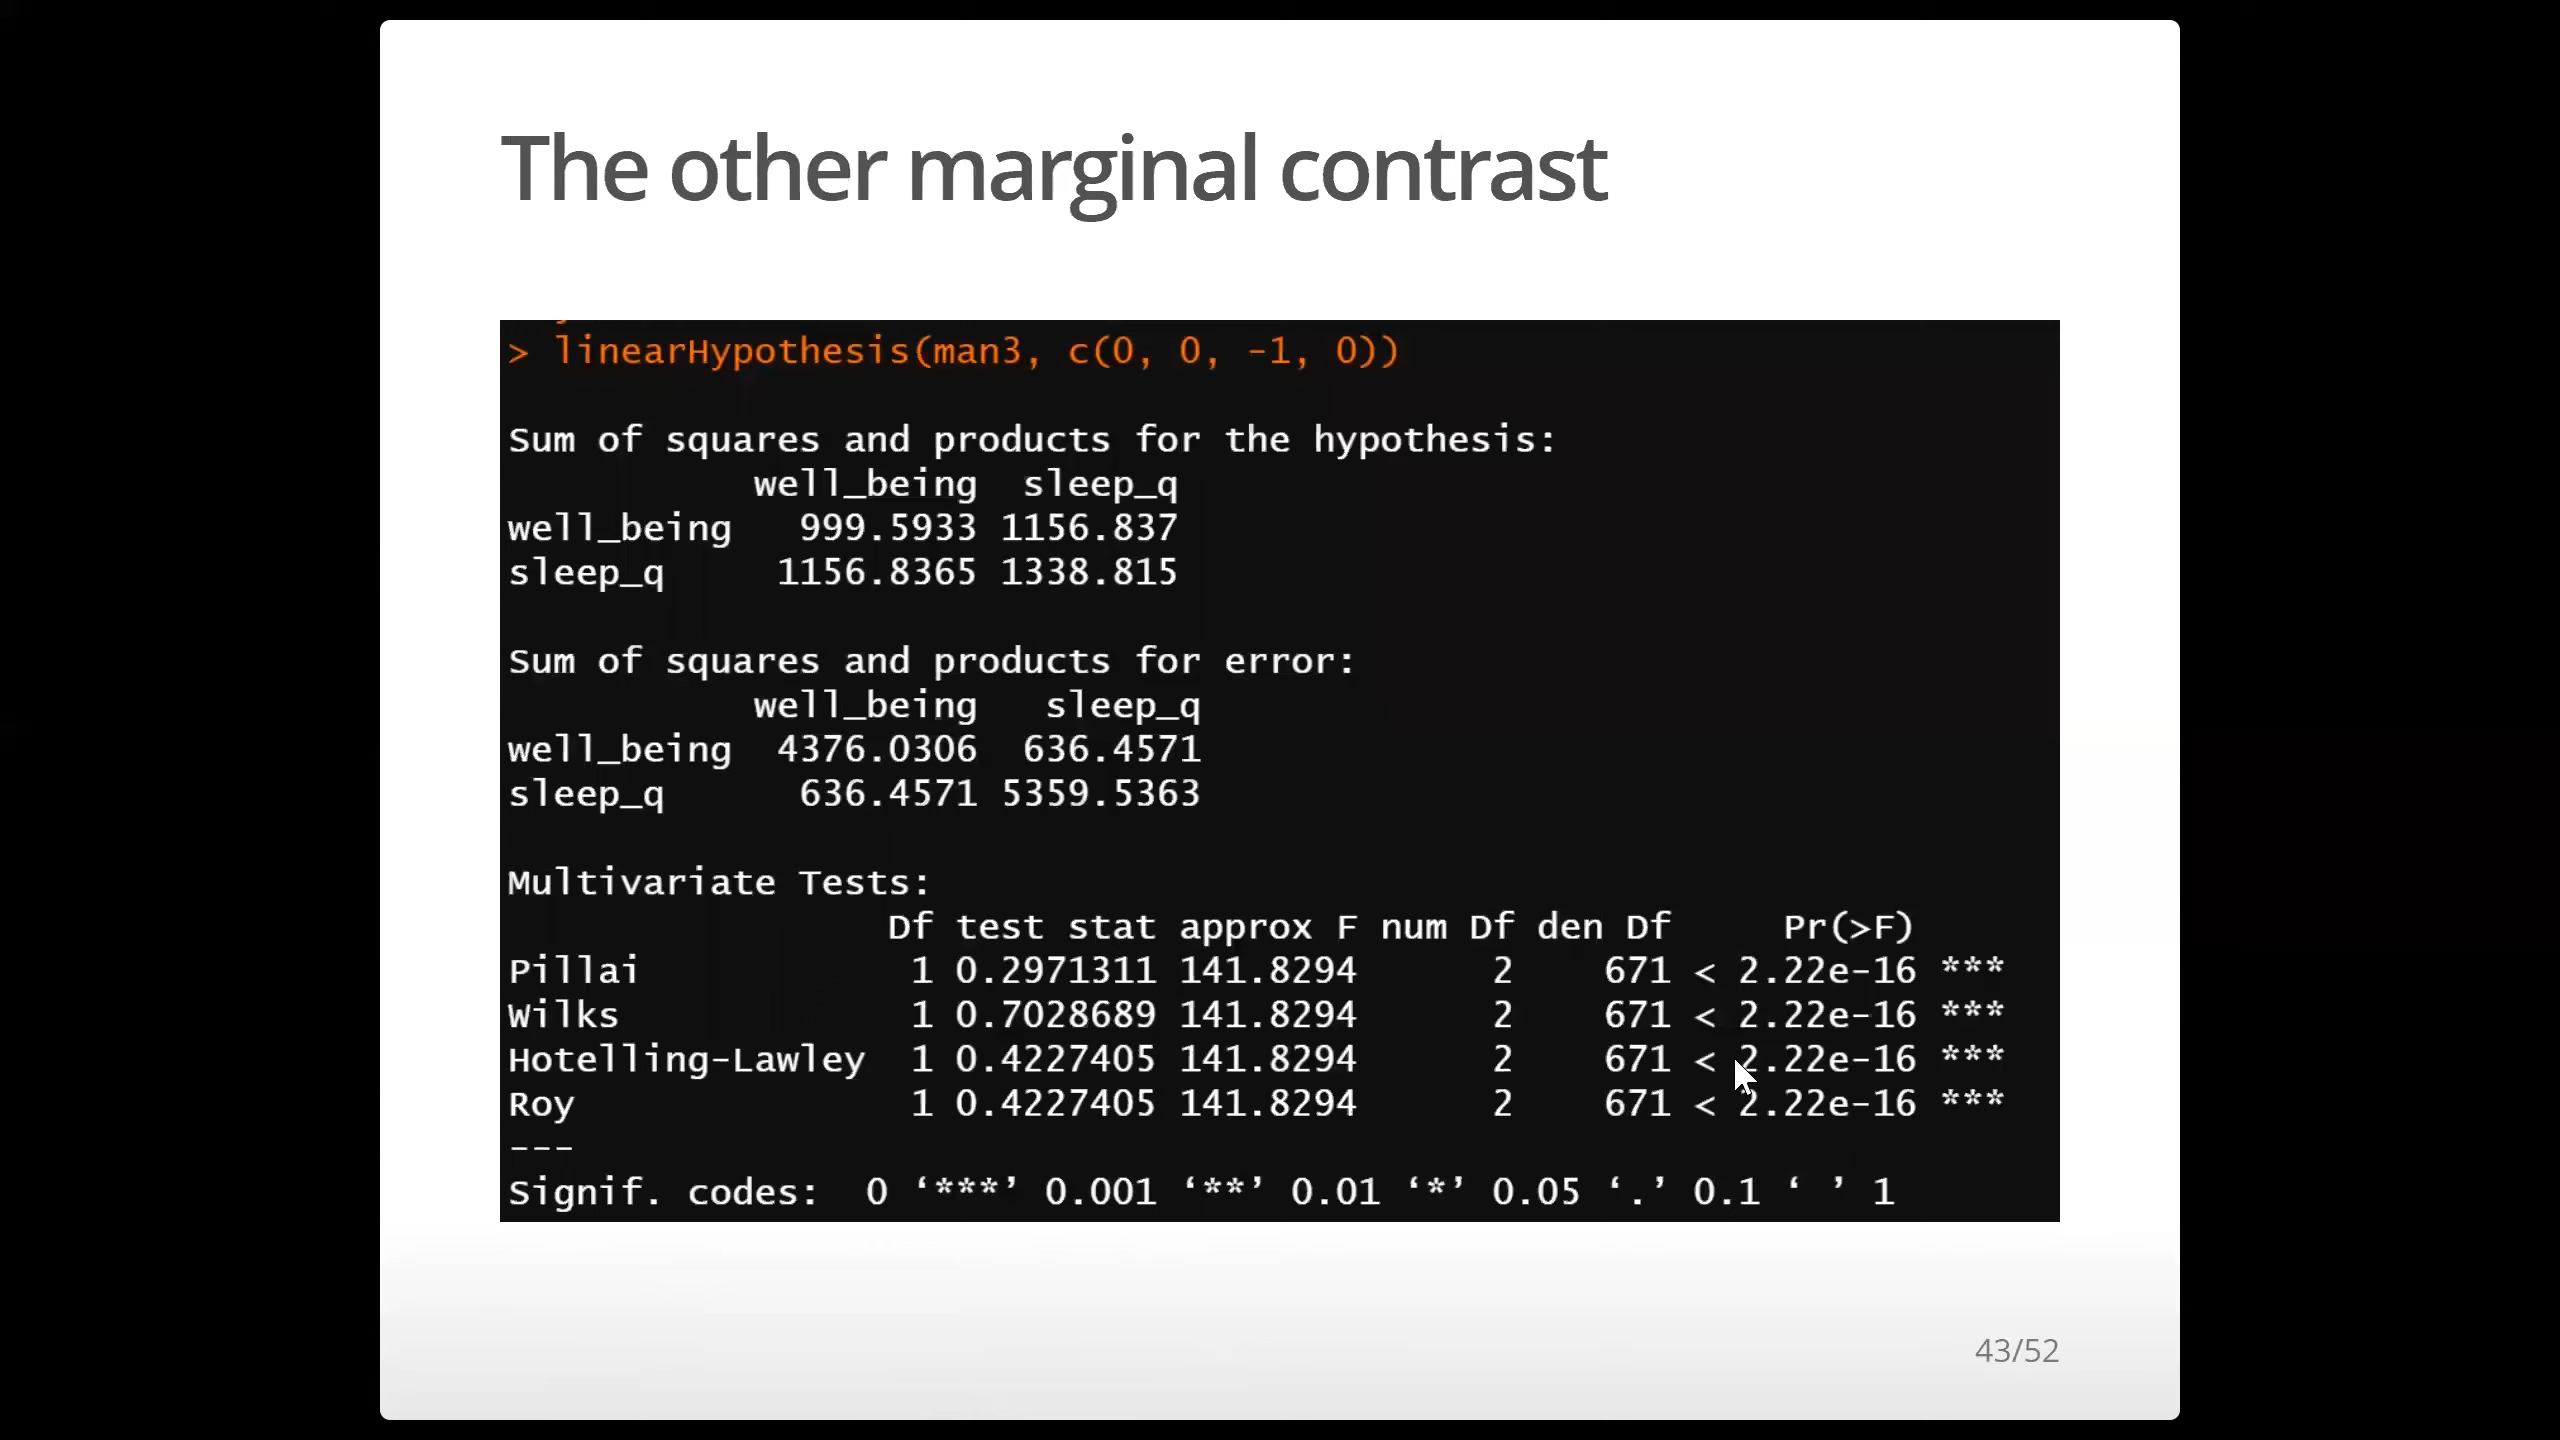 The other marginal contrast
> linearHypothesis(man3, c(0, 0, -1, 0))
Sum of squares and products for the hypothesis:
well_being sleep_q
well_being 999.5933 1156.837
sleep_q 1156.8365 1338.815
Sum of squares and products for error:
well_being sleep_q
well_being 4376.0306 636.4571
sleep_q 636.4571 5359.5363
Multivariate Tests:
Df test stat approx F num Df den Df Pr(>F)
Pillai 1 0.2971311 141.8294 2 671 < 2.22e-16 ***
Wilks 1 0.7028689 141.8294 2 671 < 2.22e-16 ***
Hotelling-Lawley 1 0.4227405 141.8294 2 671 < 2.22e-16 ***
Roy 1 0.4227405 141.8294 2 671 < 2.22e-16 ***
---
Signif. codes: 0 ‘***’ 0.001 ‘**’ 0.01 ‘*’ 0.05 ‘.’ 0.1 ‘ ’ 1
43/52